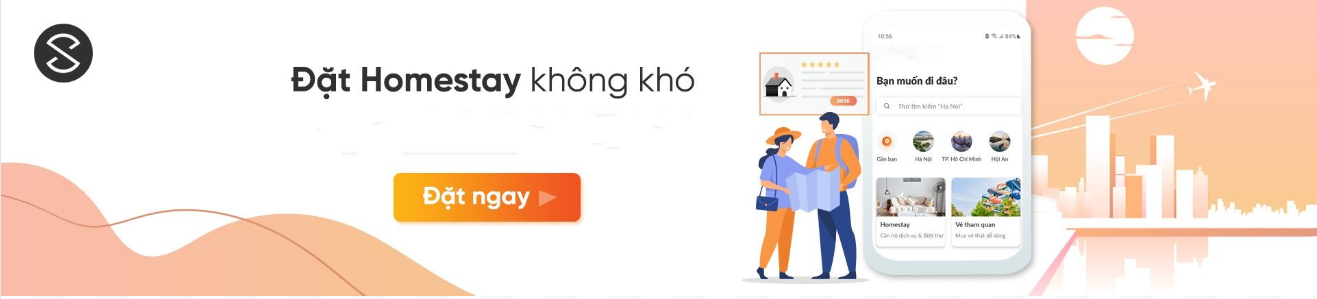 Đặt Homestay không khó
Đặt ngay
BOOK
10:56
84%
Bạn muốn đi đâu?
Thử tìm kiếm "Ha Noi"
Gần bạn
Hà Nội
TP. Hồ Chí Minh
Hội An
Homestay
Căn hộ dịch vụ & Biệt thự
Vé tham quan
Mua vé thật dễ dàng